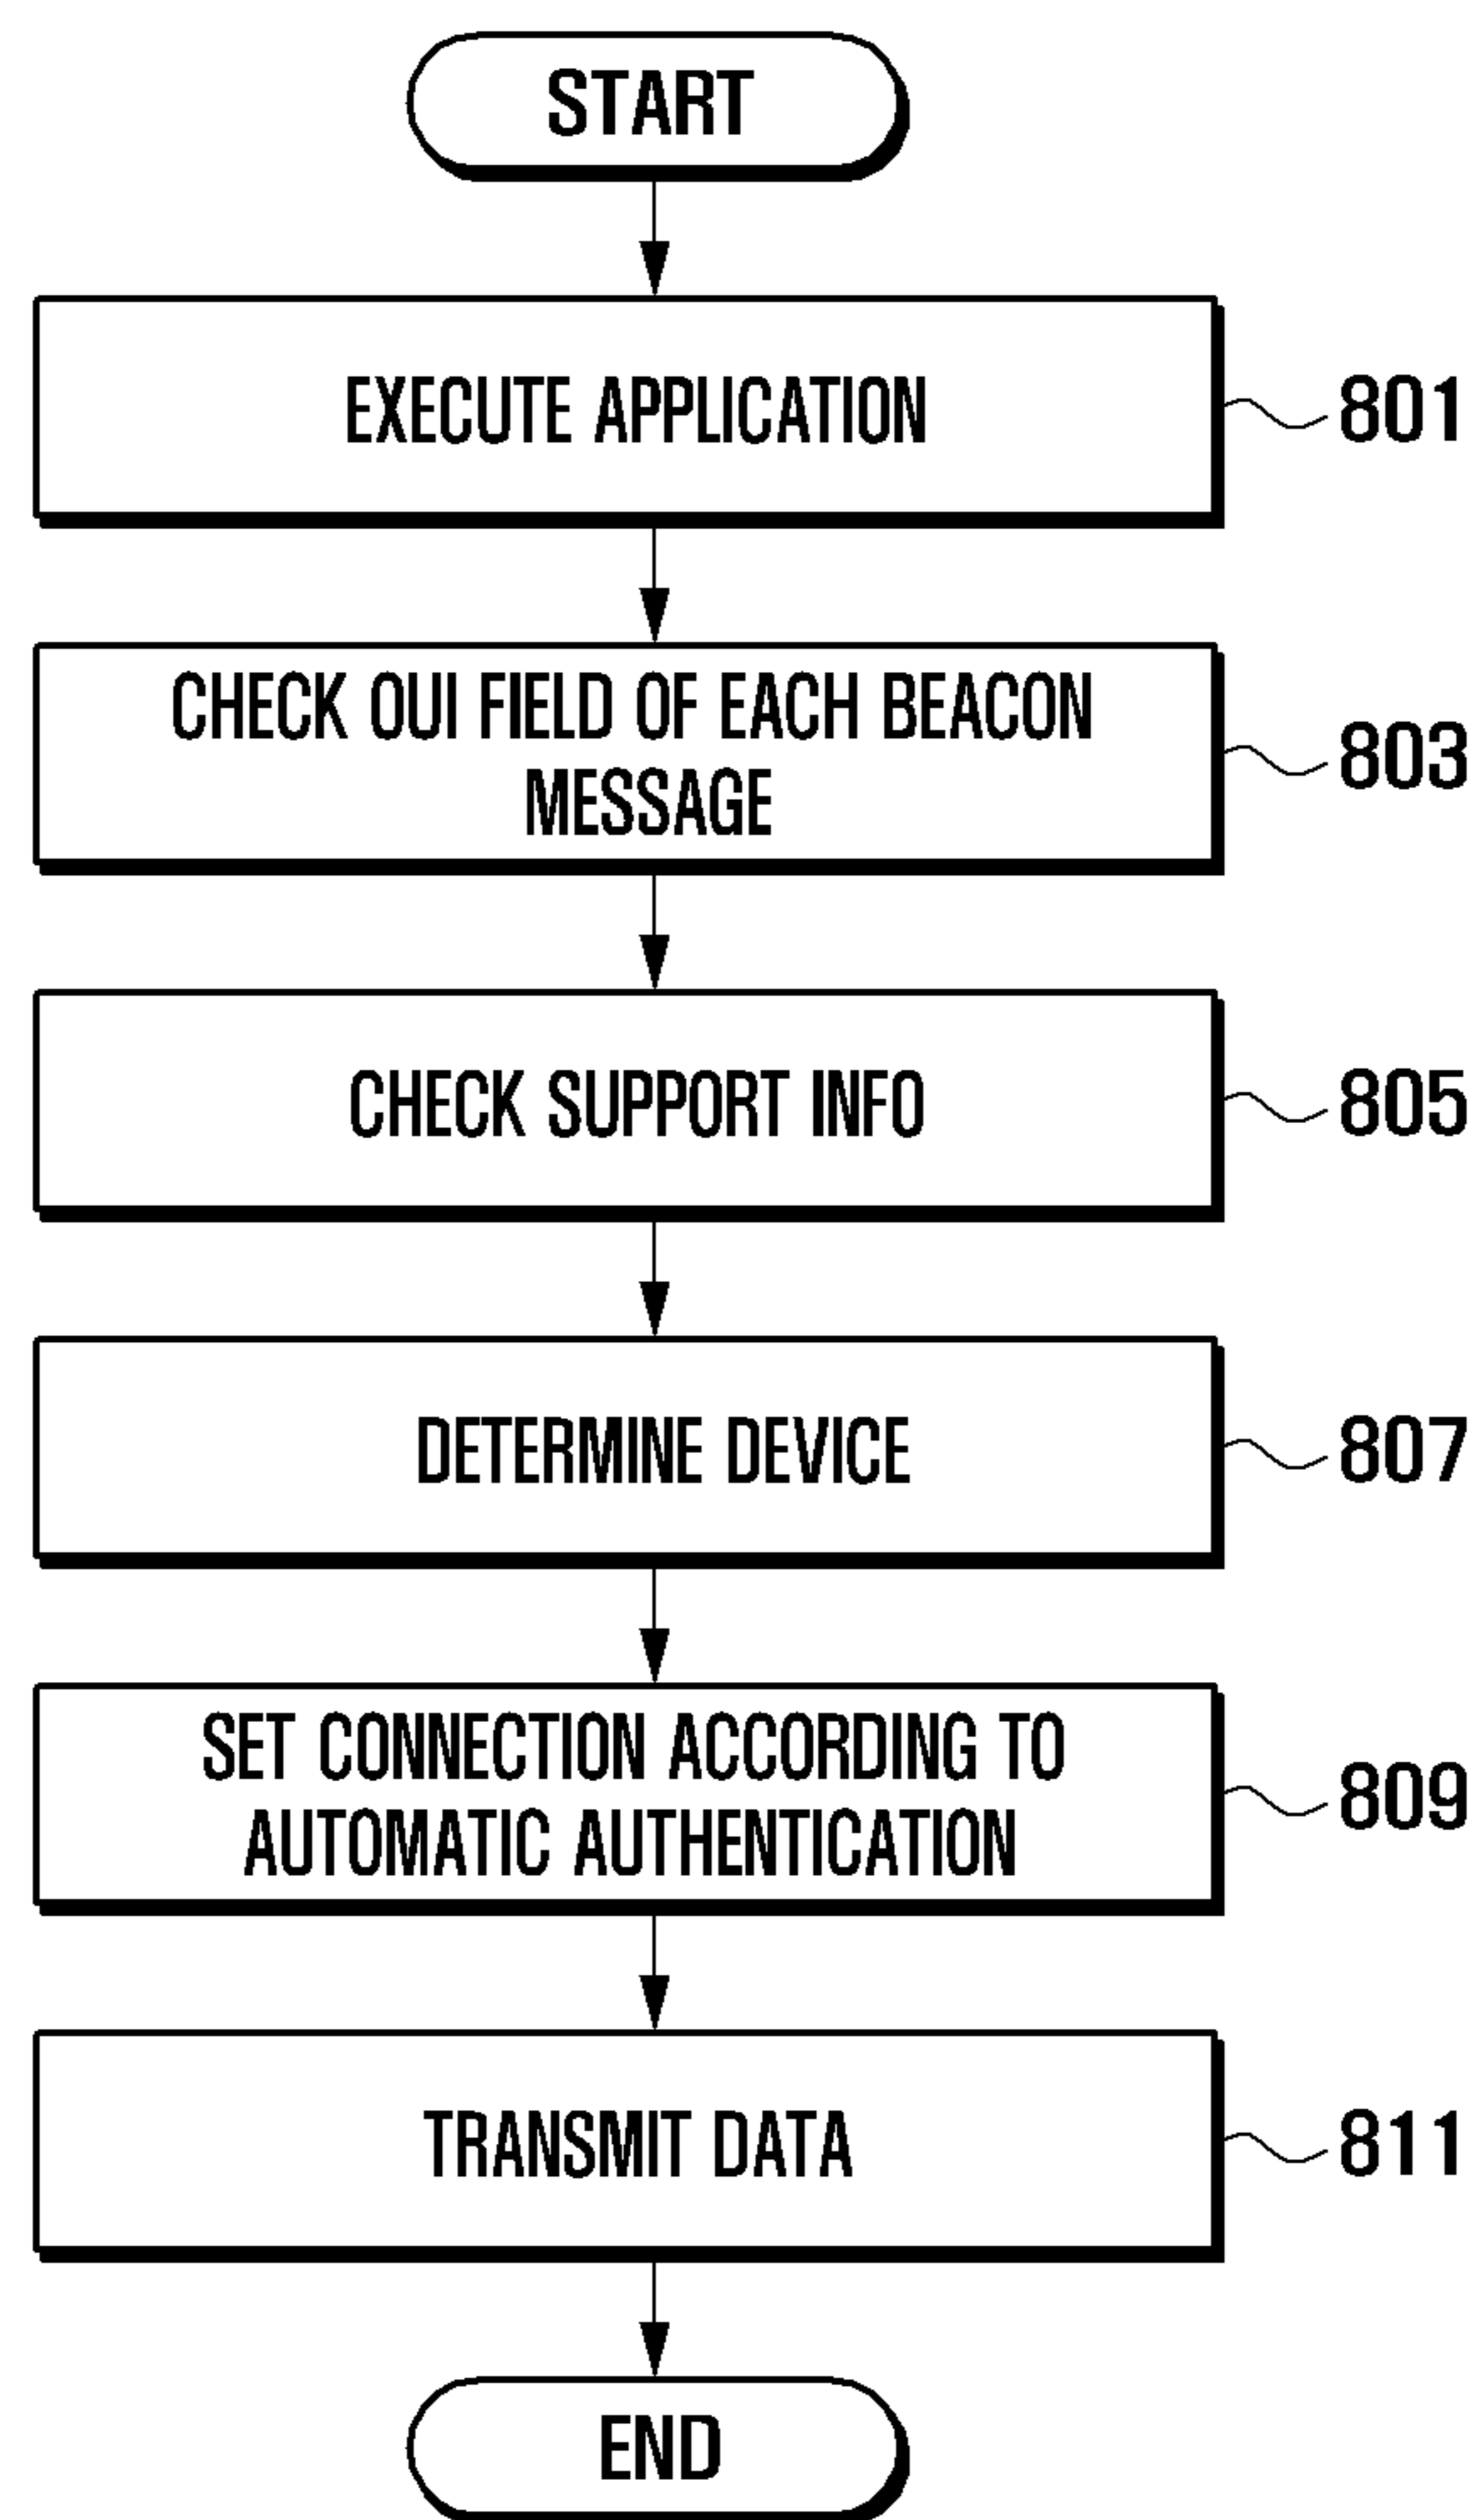 START
EXECUTE APPLICATION
801
CHECK OUI FIELD OF EACH BEACON
MESSAGE
803
CHECK SUPPORT INFO
805
DETERMINE DEVICE
807
SET CONNECTION ACCORDING TO
AUTOMATIC AUTHENTICATION
809
TRANSMIT DATA
811
END